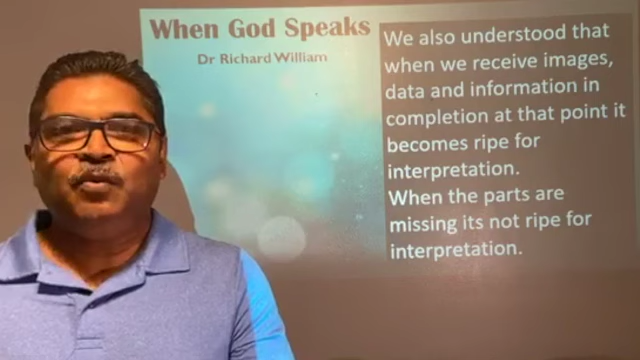 When God Speaks
Dr Richard William
We also understood that
when we receive images,
data and information in
completion at that point it
becomes ripe for
interpretation.
When the parts are
missing its not ripe for
interpretation.